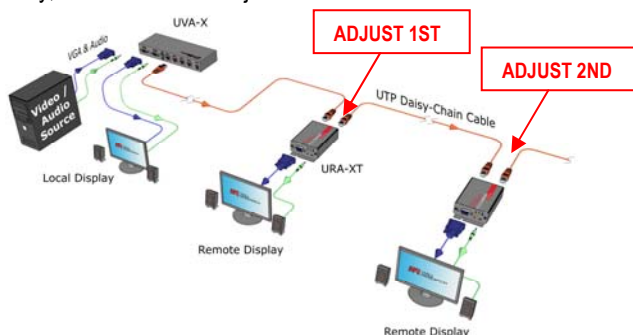 UVA-X
ADJUST 1ST
VGA & Audio
ADJUST 2ND
Video /
Audio
Source
UTP Daisy-Chain Cable
Local Display
URA-XT
Remote Display
Remote Display